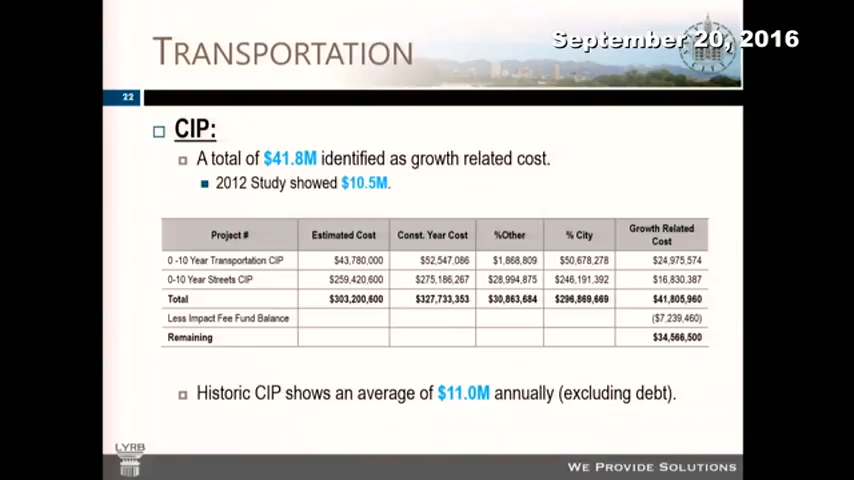 September 20, 2016
TRANSPORTATION
22
CIP:
A total of $41.8M identified as growth related cost.
2012 Study showed $10.5M.
Project # Estimated Cost Const. Year Cost %Other % City Growth Related Cost
0 -10 Year Transportation CIP $43,780,000 $52,547,086 $1,868,809 $50,678,278 $24,975,574
0-10 Year Streets CIP $259,420,600 $275,186,267 $28,994,875 $246,191,392 $16,830,387
Total $303,200,600 $327,733,353 $30,863,684 $296,869,669 $41,805,960
Less Impact Fee Fund Balance ($7,239,460)
Remaining $34,566,500
Historic CIP shows an average of $11.0M annually (excluding debt).
LYRB
WE PROVIDE SOLUTIONS